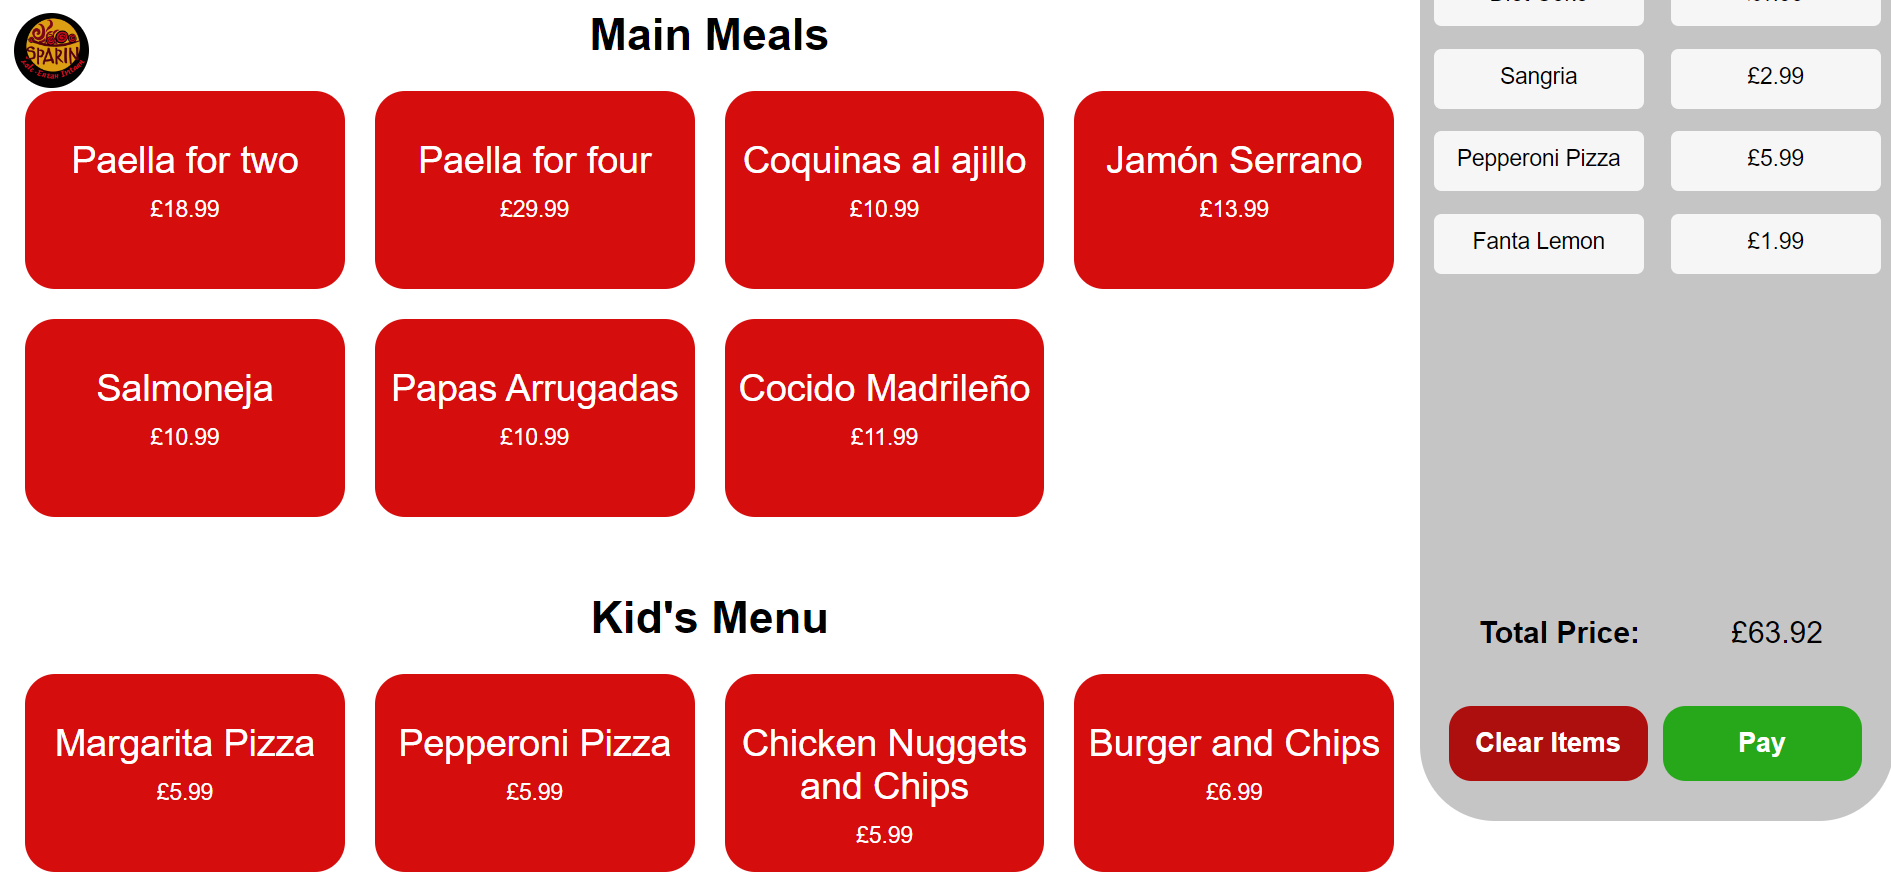 SPARIN
Main Meals
Paella for two
£18.99
Paella for four
£29.99
Coquinas al ajillo
£10.99
Jamón Serrano
£13.99
Salmoneja
£10.99
Papas Arrugadas
£10.99
Cocido Madrileño
£11.99
Kid's Menu
Margarita Pizza
£5.99
Pepperoni Pizza
£5.99
Chicken Nuggets
and Chips
£5.99
Burger and Chips
£6.99
Sangria
£2.99
Pepperoni Pizza
£5.99
Fanta Lemon
£1.99
Total Price:
£63.92
Clear Items
Pay